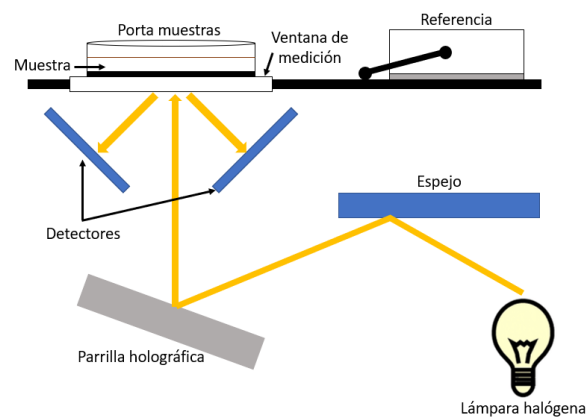 Porta muestras
Ventana de
medición
Referencia
Muestra
Espejo
Detectores
Parrilla holográfica
Lámpara halógena